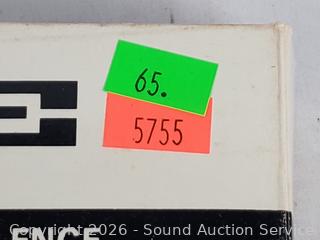 65.
5755
E
ENCE
Copyright 2026 - Sound Auction Service